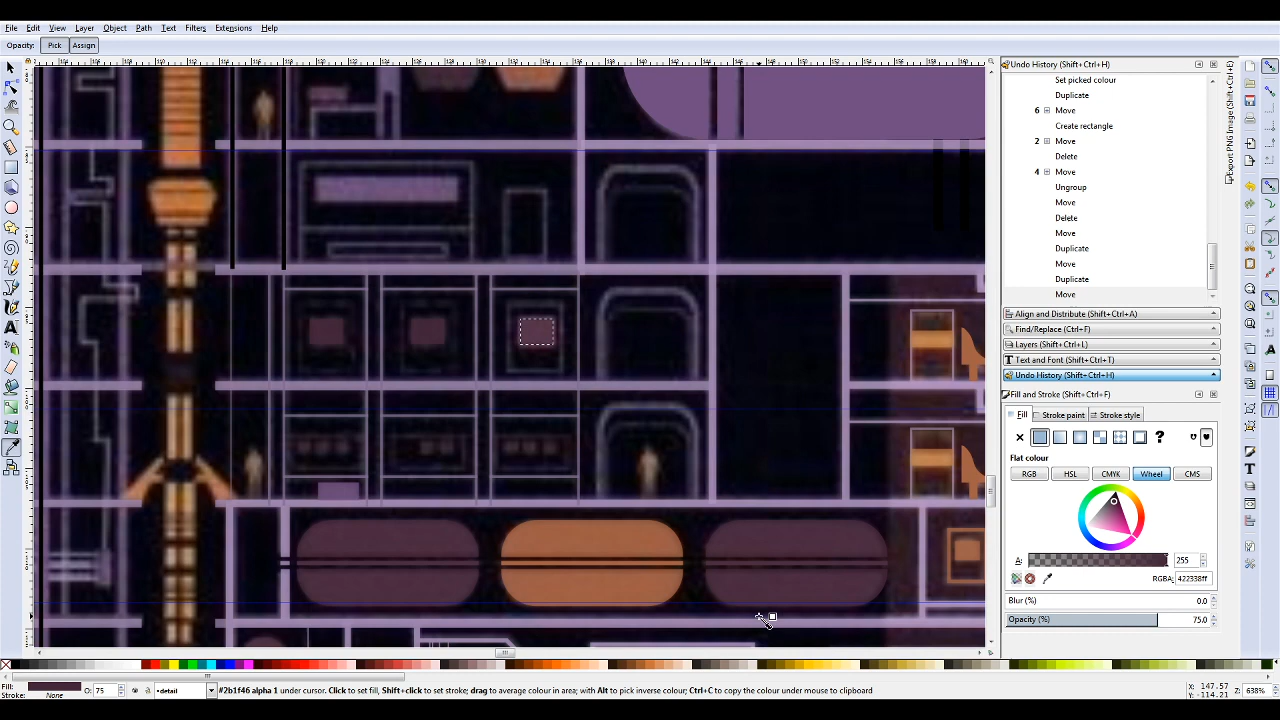 File Edit View Layer Object Path Text Filters Extensions Help
Opacity: Pick Assign
Undo History (Shift+Ctrl+H)
Set picked colour
Duplicate
6 Move
Create rectangle
2 Move
Delete
4 Move
Ungroup
Move
Delete
Move
Duplicate
Move
Duplicate
Move
Align and Distribute (Shift+Ctrl+A)
Find/Replace (Ctrl+F)
Layers (Shift+Ctrl+L)
Text and Font (Shift+Ctrl+T)
Undo History (Shift+Ctrl+H)
Export PNG Image (Shift+Ctrl+E)
Fill and Stroke (Shift+Ctrl+F)
Fill Stroke paint Stroke style
Flat colour
RGB HSL CMYK Wheel CMS
A: 255
RGBA: 422338ff
Blur (%) 0.0
Opacity (%) 75.0
Fill:
Stroke: None
O: 75
•detail
#2b1f46 alpha 1 under cursor. Click to set fill, Shift+click to set stroke; drag to average colour in area; with Alt to pick inverse colour; Ctrl+C to copy the colour under mouse to clipboard
X: 147.57
Y: -114.21
Z: 638%